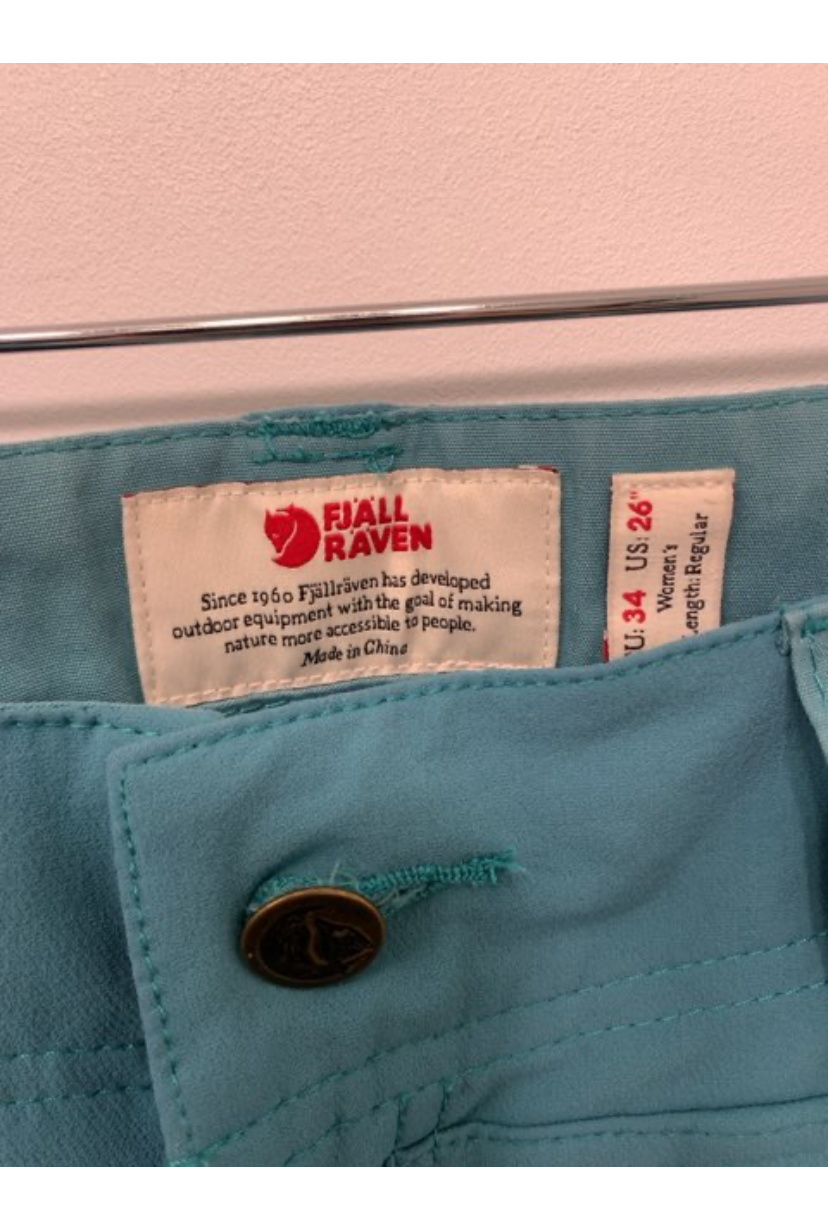 FJÄLL
RÄVEN
Since 1960 Fjällräven has developed
outdoor equipment with the goal of making
nature more accessible to people.
Made in China
U: 34 US: 26"
Women's
ength: Regular